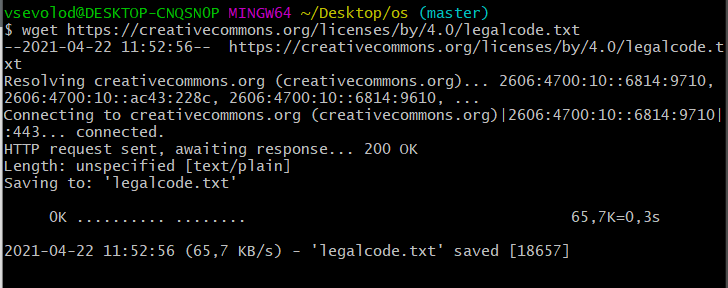 vsevolod@DESKTOP-CNQSNOP MINGW64 ~/Desktop/os (master)
$ wget https://creativecommons.org/licenses/by/4.0/legalcode.txt
--2021-04-22 11:52:56--  https://creativecommons.org/licenses/by/4.0/legalcode.t
xt
Resolving creativecommons.org (creativecommons.org)... 2606:4700:10::6814:9710,
2606:4700:10::ac43:228c, 2606:4700:10::6814:9610, ...
Connecting to creativecommons.org (creativecommons.org)|2606:4700:10::6814:9710|
:443... connected.
HTTP request sent, awaiting response... 200 OK
Length: unspecified [text/plain]
Saving to: 'legalcode.txt'
0K .......... ........ 65,7K=0,3s
2021-04-22 11:52:56 (65,7 KB/s) - 'legalcode.txt' saved [18657]